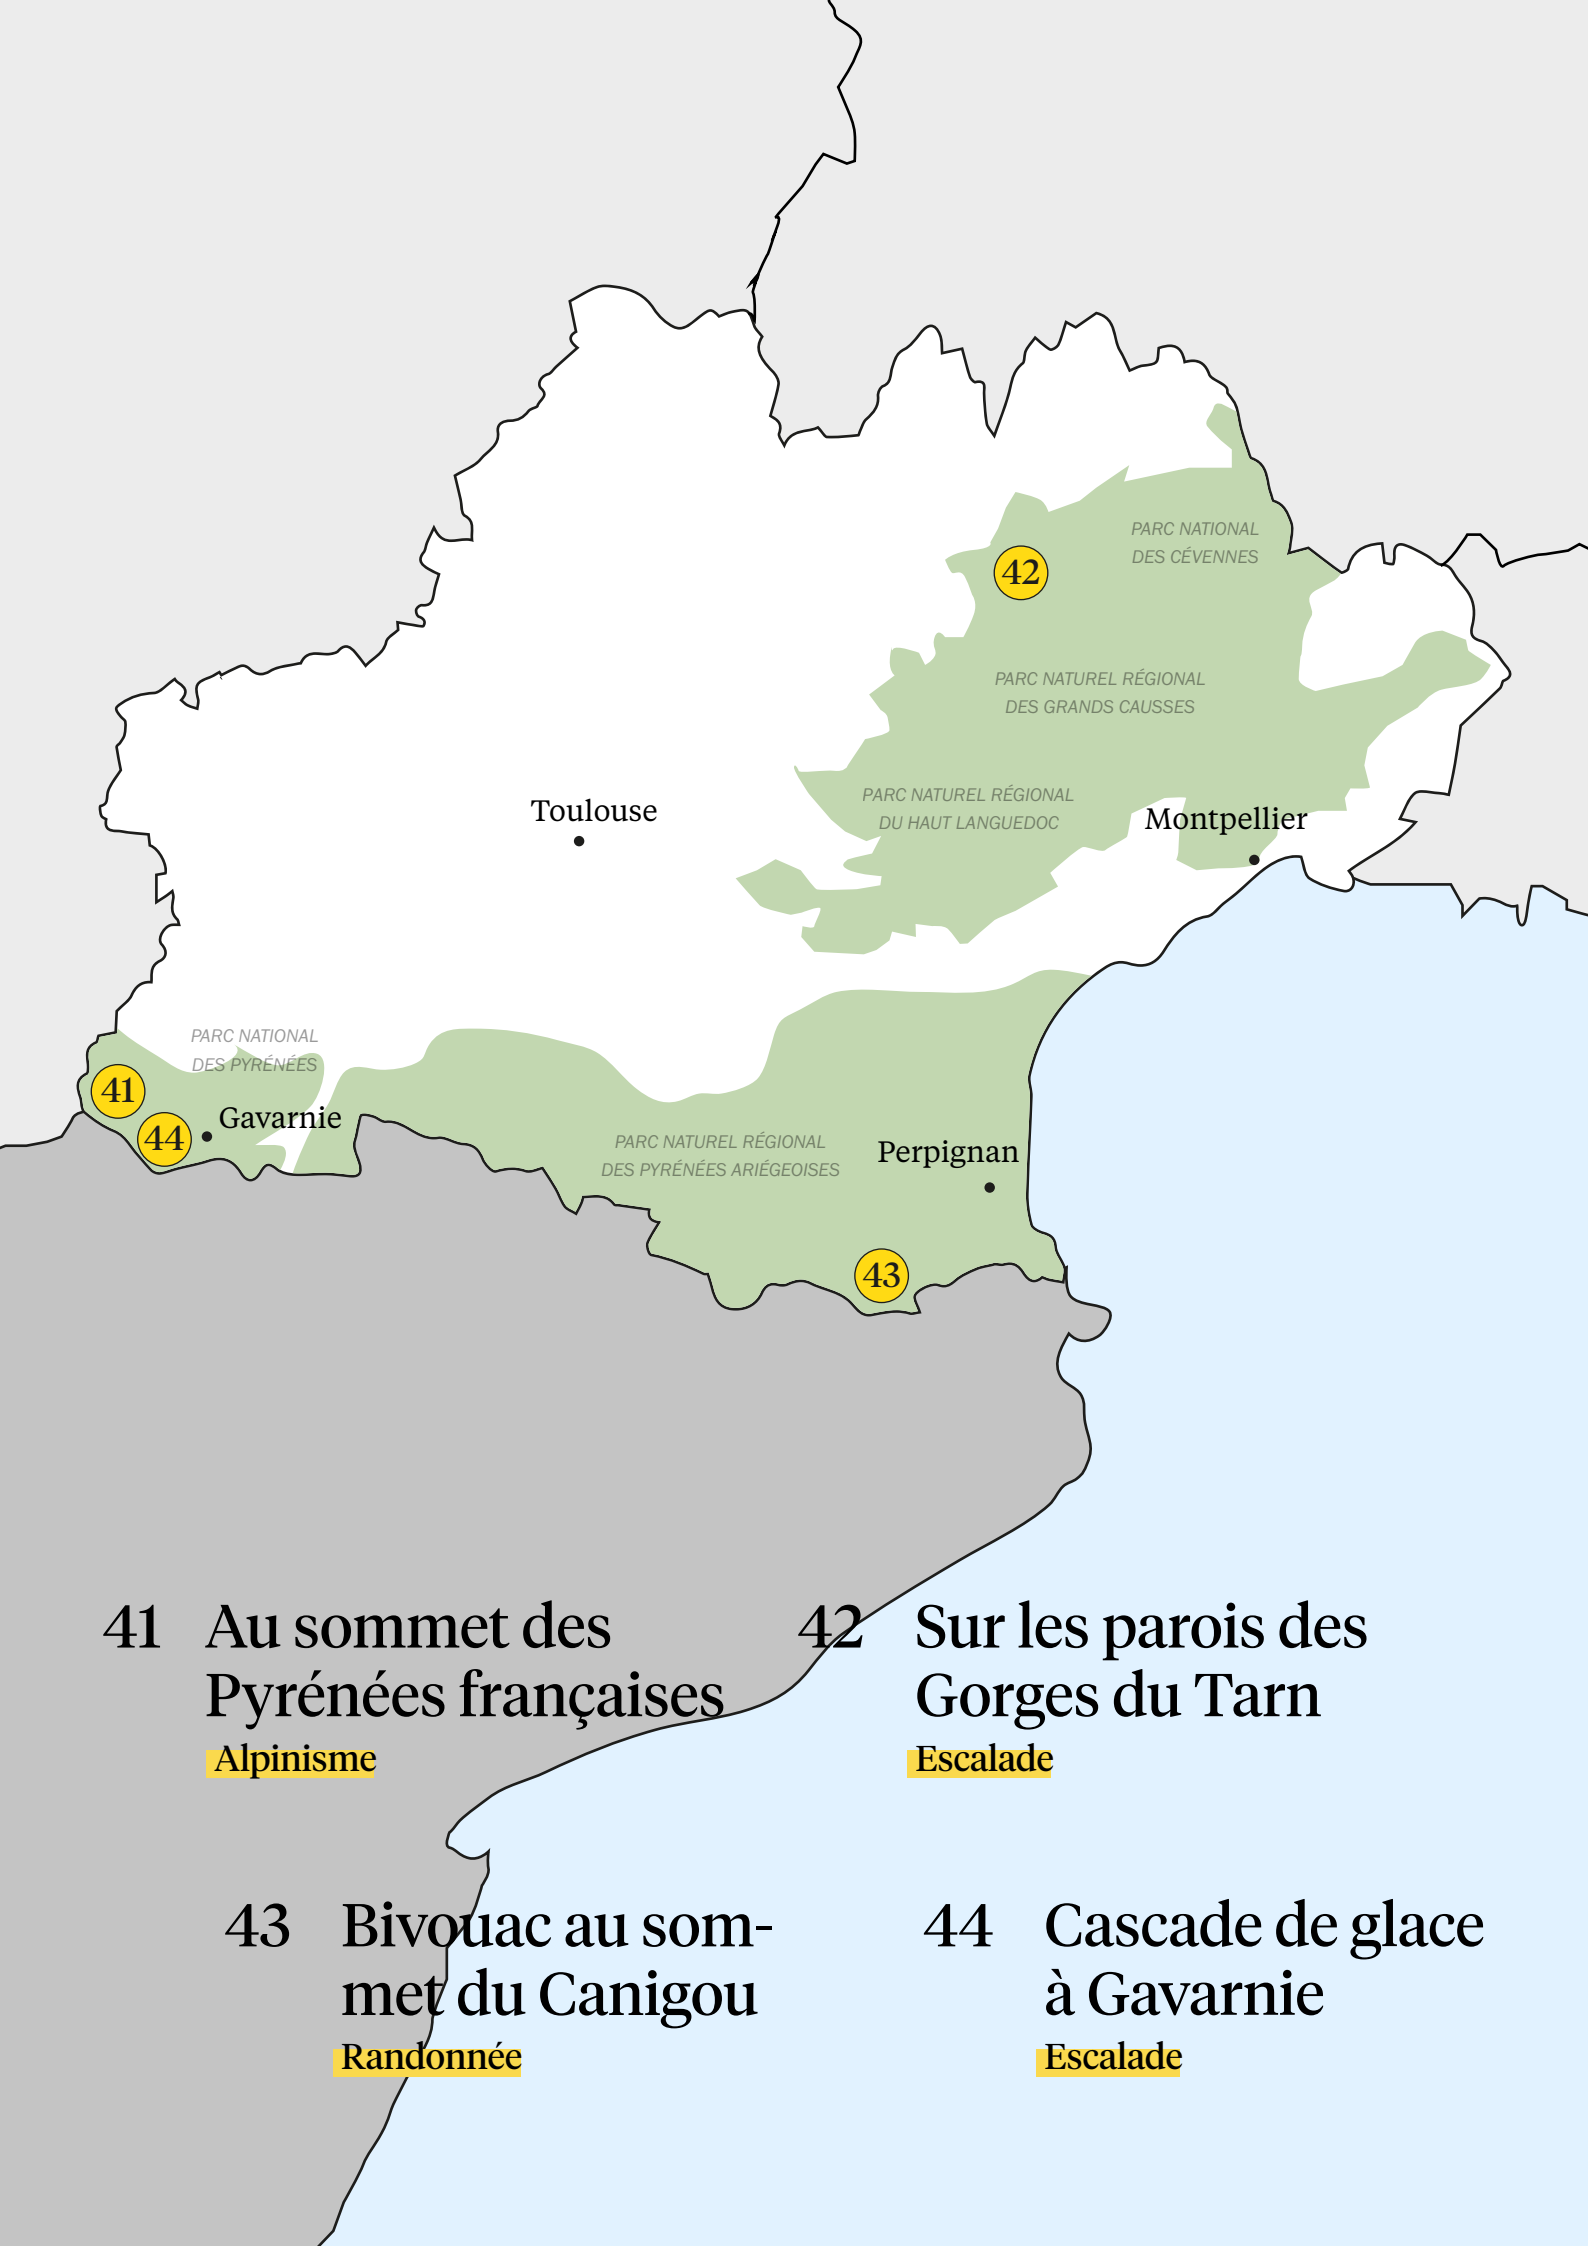 PARC NATIONAL
DES CÉVENNES
42
PARC NATUREL RÉGIONAL
DES GRANDS CAUSSES
PARC NATUREL RÉGIONAL
DU HAUT LANGUEDOC
Toulouse
Montpellier
PARC NATIONAL
DES PYRÉNÉES
41
Gavarnie
44
PARC NATUREL RÉGIONAL
DES PYRÉNÉES ARIÉGEOISES
Perpignan
43
41 Au sommet des
Pyrénées françaises
Alpinisme
42 Sur les parois des
Gorges du Tarn
Escalade
43 Bivouac au som-
met du Canigou
Randonnée
44 Cascade de glace
à Gavarnie
Escalade